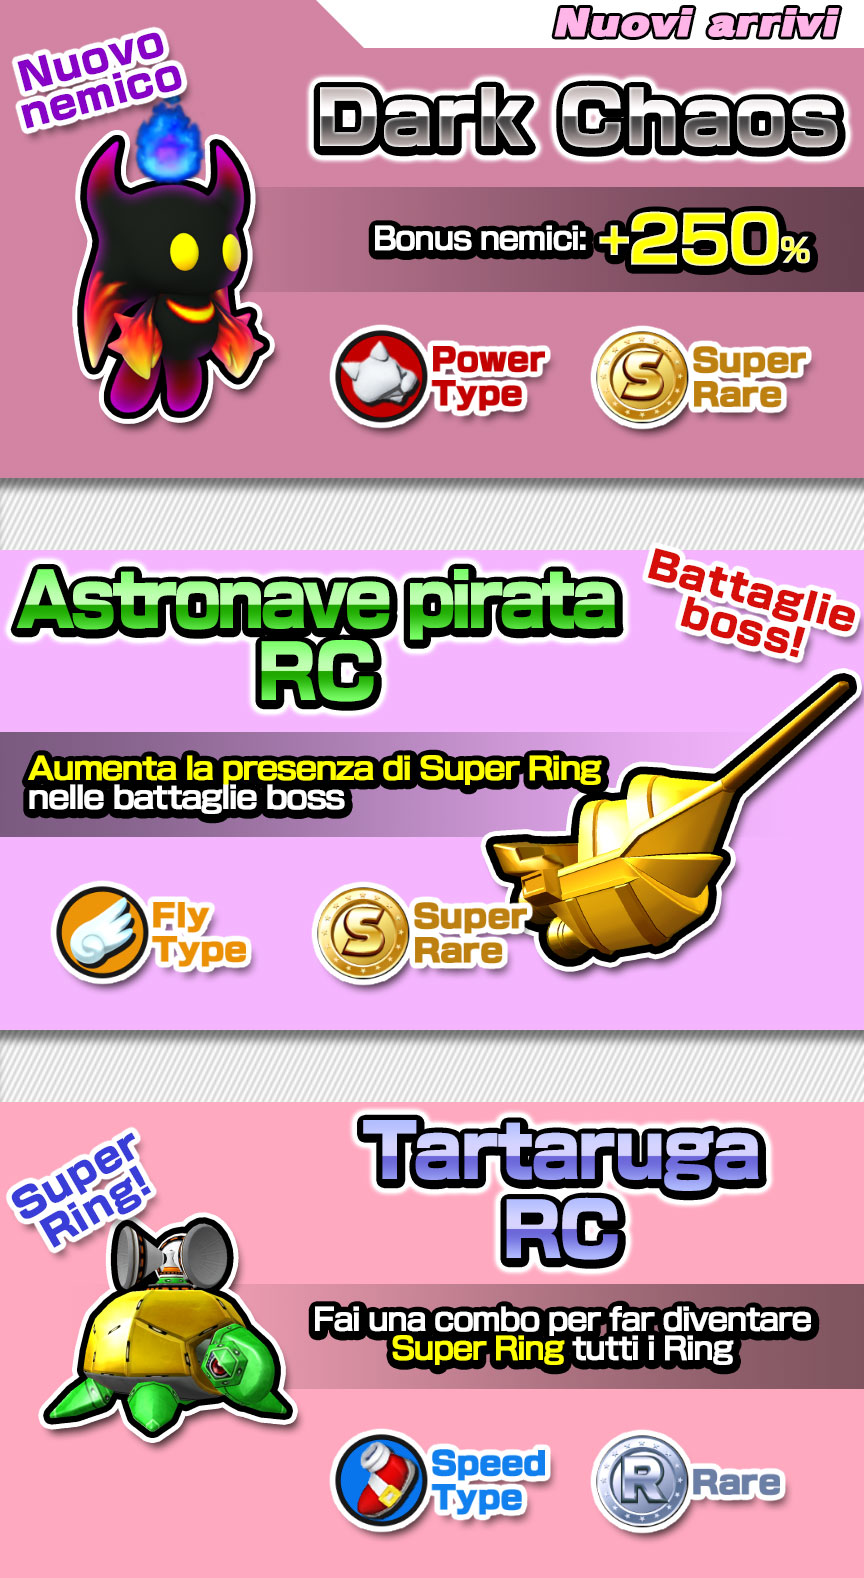 Nuovi arrivi
Nuovo
nemico
Dark Chaos
Bonus nemici: +250%
Power
Type
S
Super
Rare
Astronave pirata
RC
Battaglie
boss!
Aumenta la presenza di Super Ring
nelle battaglie boss
Fly
Type
S
Super
Rare
Super
Ring!
Tartaruga
RC
Fai una combo per far diventare
Super Ring tutti i Ring
Speed
Type
R
Rare